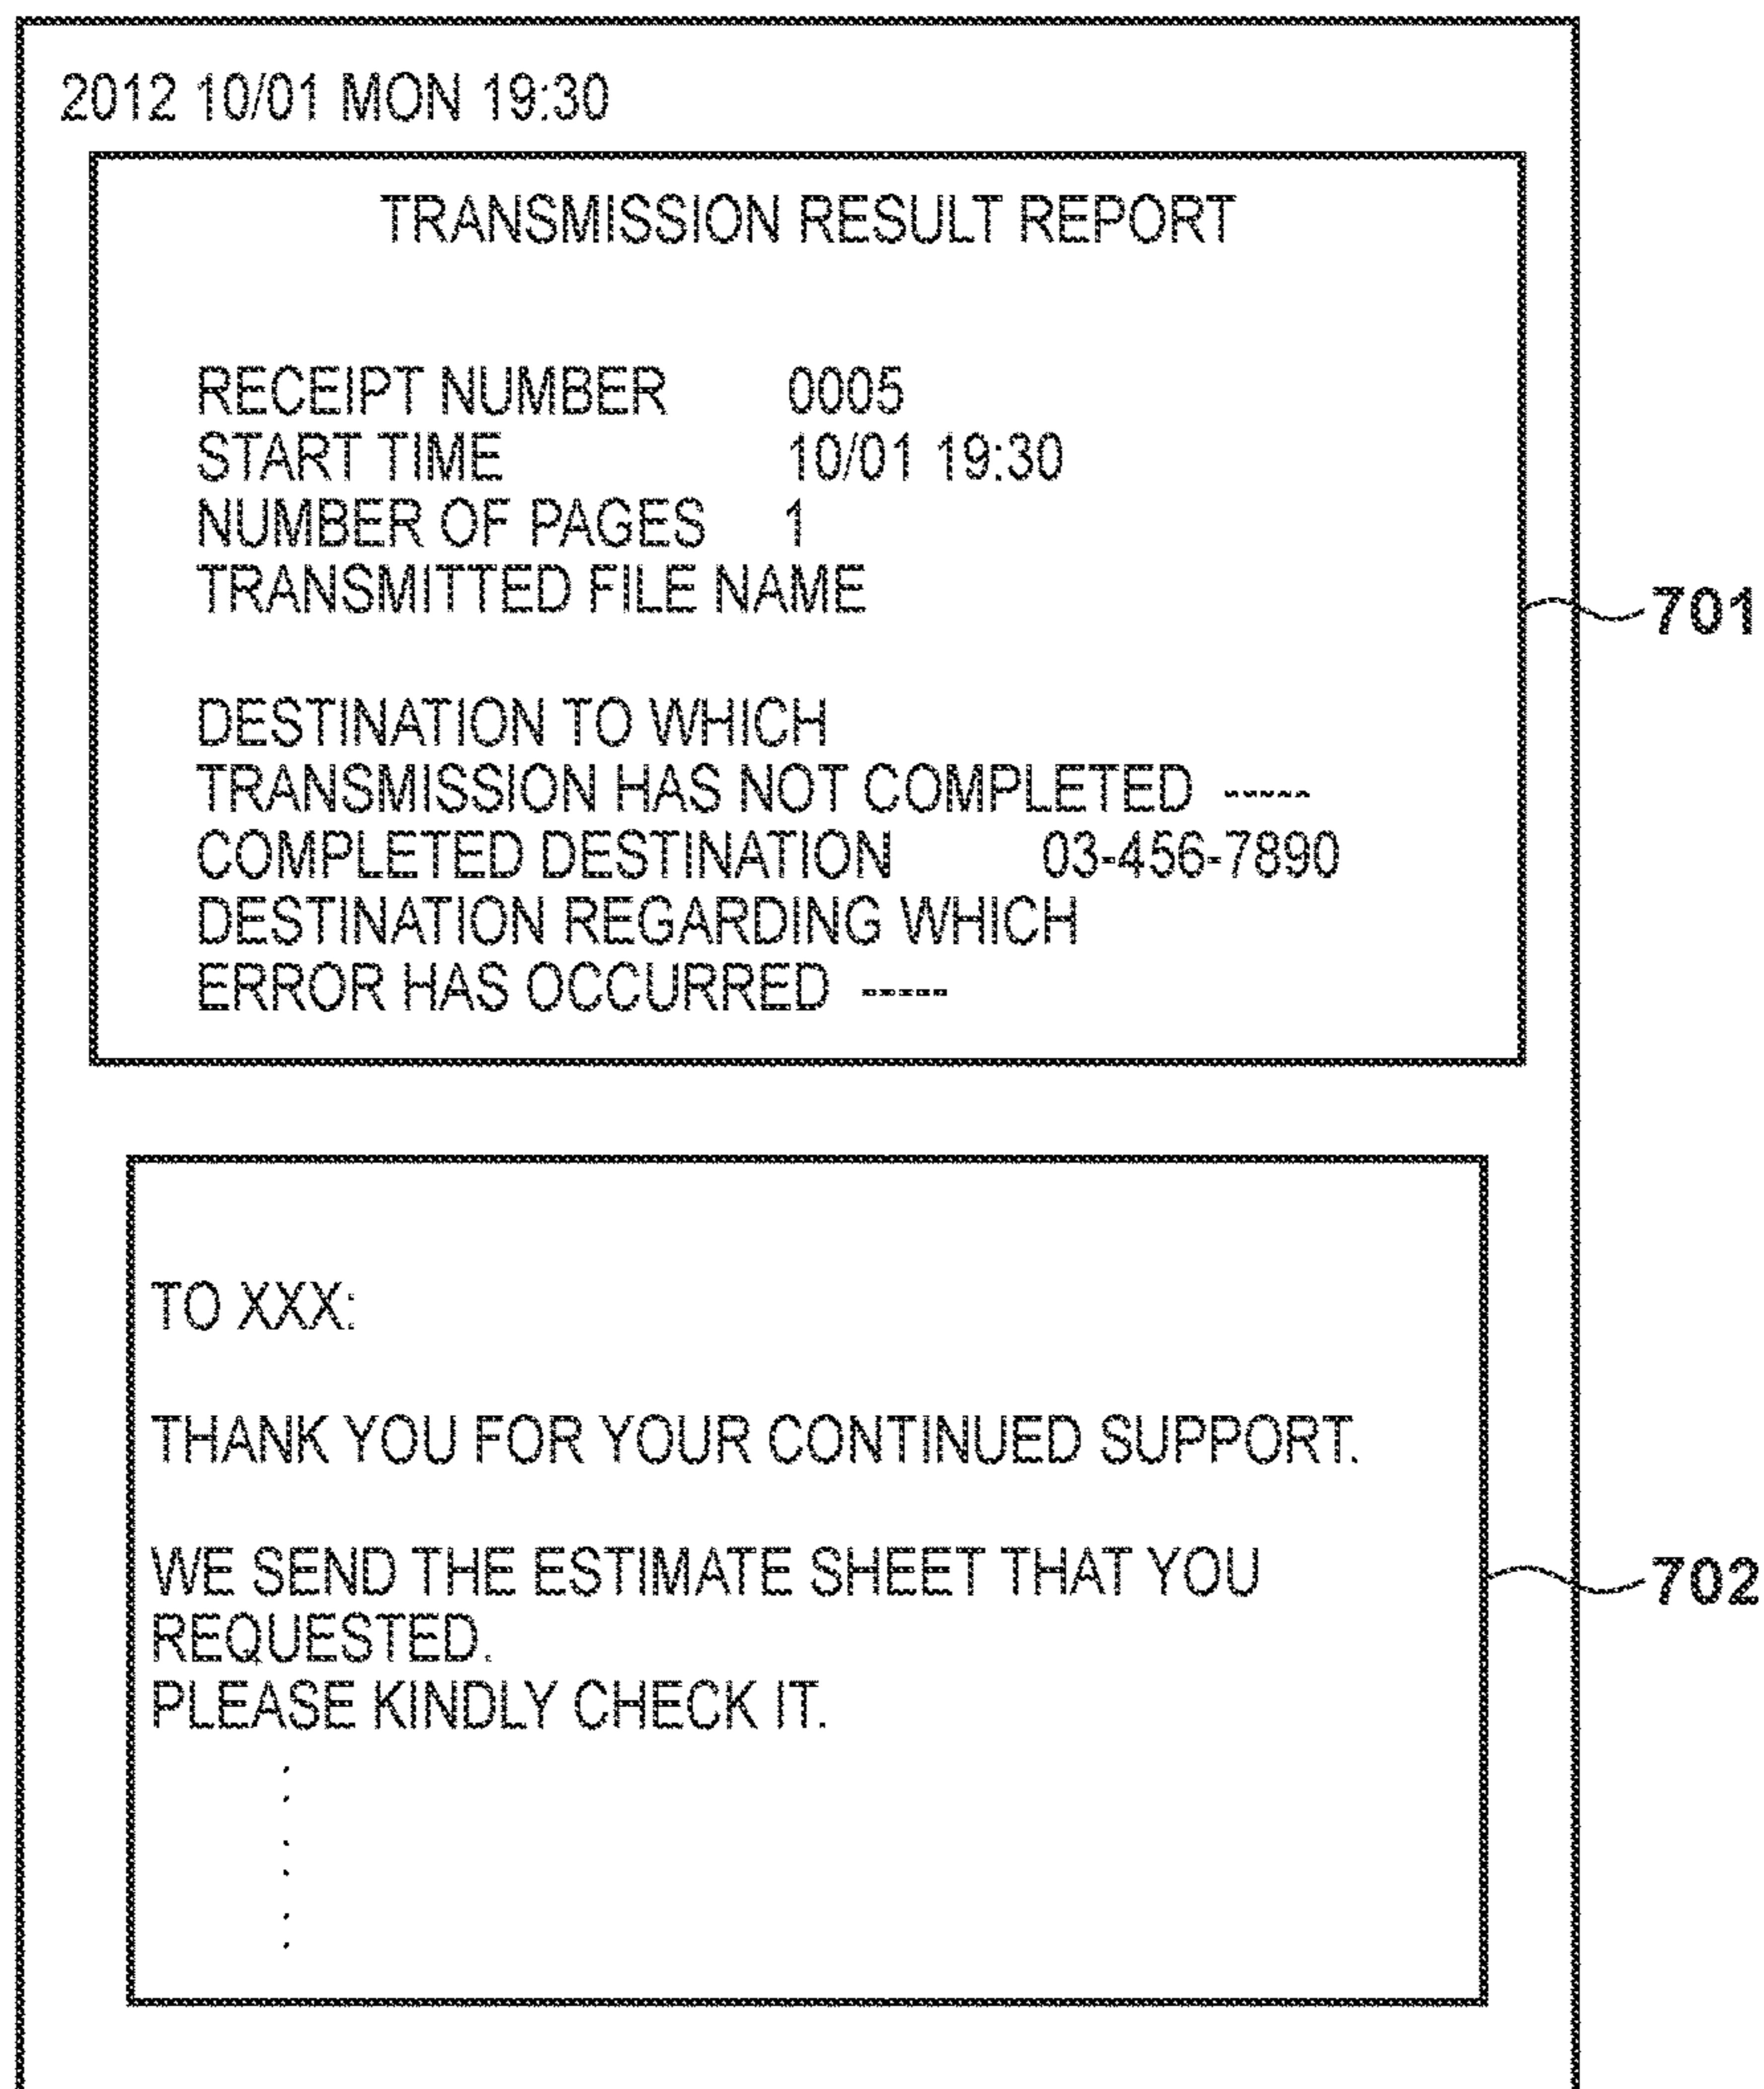 2012 10/01 MON 19:30
TRANSMISSION RESULT REPORT
RECEIPT NUMBER 0005
START TIME 10/01 19:30
NUMBER OF PAGES 1
TRANSMITTED FILE NAME
701
DESTINATION TO WHICH
TRANSMISSION HAS NOT COMPLETED -----
COMPLETED DESTINATION 03-456-7890
DESTINATION REGARDING WHICH
ERROR HAS OCCURRED -----
TO XXX:
THANK YOU FOR YOUR CONTINUED SUPPORT.
WE SEND THE ESTIMATE SHEET THAT YOU
702
REQUESTED.
PLEASE KINDLY CHECK IT.